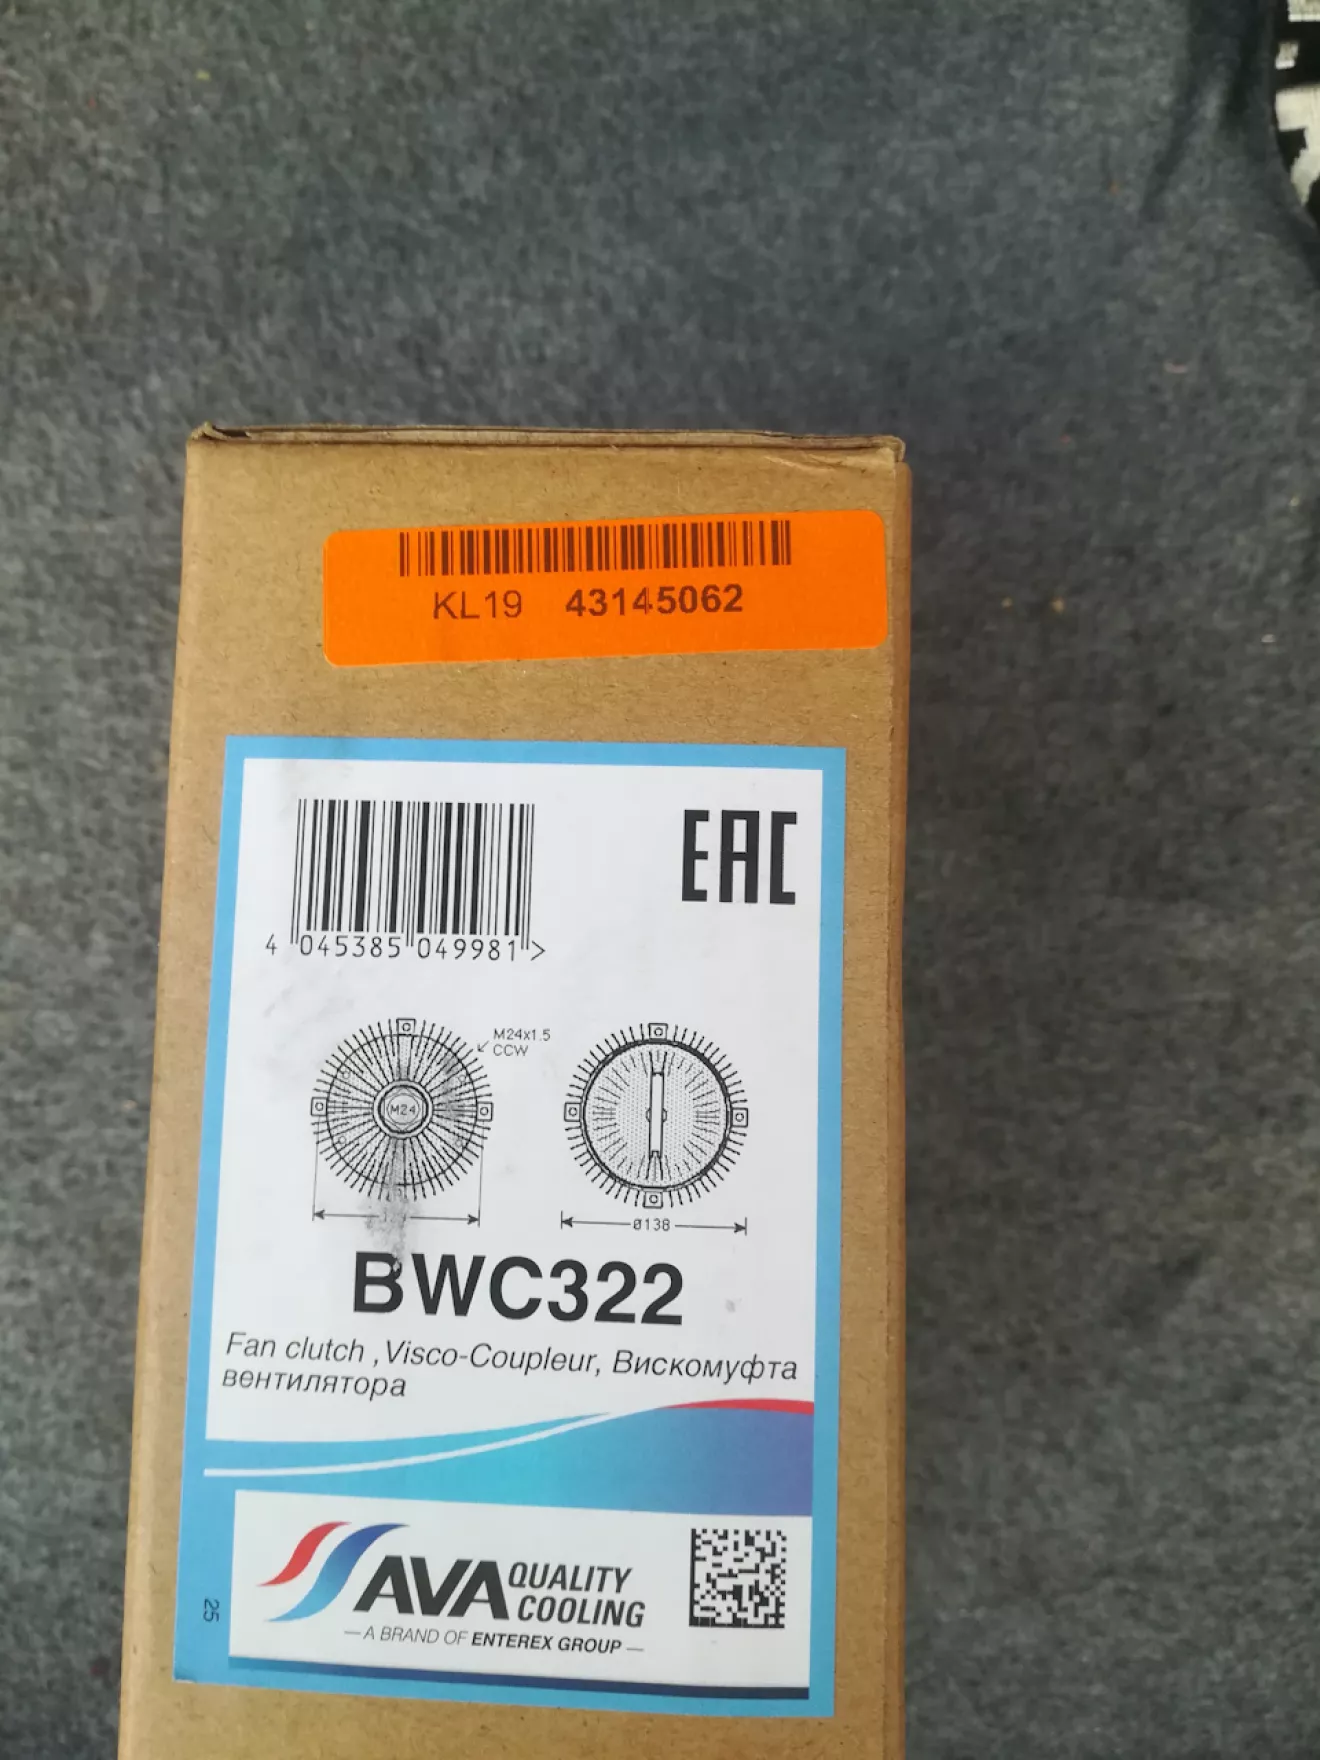 KL19 43145062
EAC
4 045385 049981 >
M24x1.5
CCW
M24
ø138
BWC322
Fan clutch ,Visco-Coupleur, Вискомуфта
вентилятора
AVA QUALITY
COOLING
— A BRAND OF ENTEREX GROUP —
25